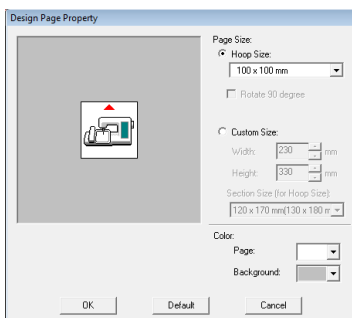 Design Page Property
Page Size:
Hoop Size:
100 x 100 mm
Rotate 90 degree
Custom Size:
Width: 230 mm
Height: 330 mm
Section Size (for Hoop Size):
120 x 170 mm(130 x 180 m
Color:
Page:
Background:
OK Default Cancel